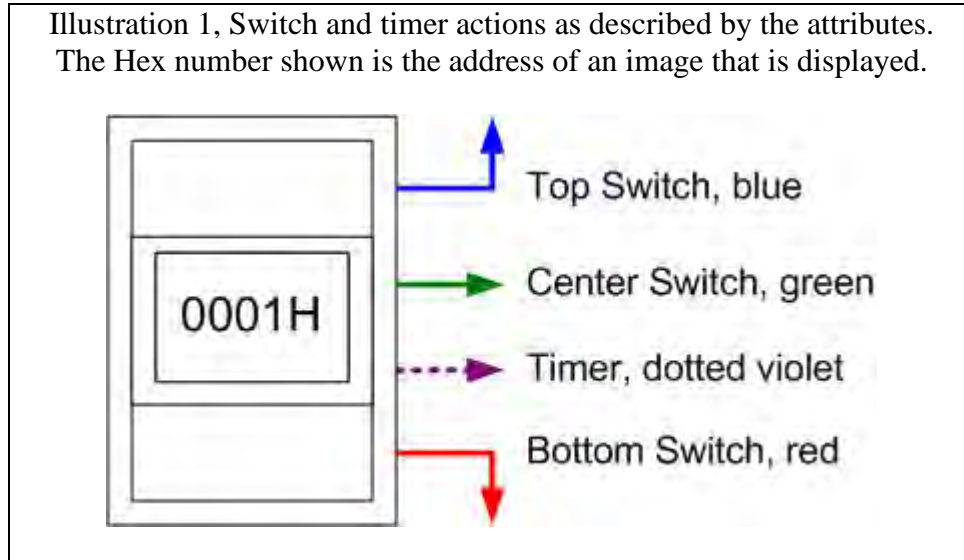 Illustration 1, Switch and timer actions as described by the attributes.
The Hex number shown is the address of an image that is displayed.
Top Switch, blue
Center Switch, green
0001H
Timer, dotted violet
Bottom Switch, red